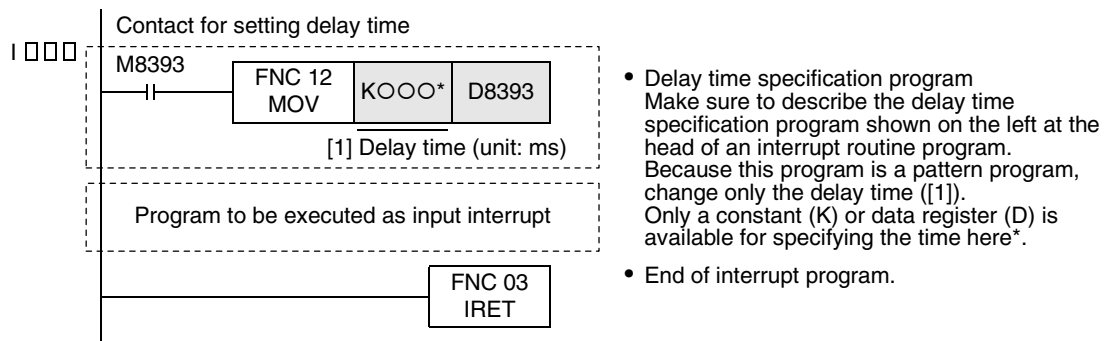 Contact for setting delay time
I □□□
M8393
FNC 12
MOV
K○○○*
D8393
[1] Delay time (unit: ms)
Program to be executed as input interrupt
FNC 03
IRET
• Delay time specification program
Make sure to describe the delay time
specification program shown on the left at the
head of an interrupt routine program.
Because this program is a pattern program,
change only the delay time ([1]).
Only a constant (K) or data register (D) is
available for specifying the time here*.
• End of interrupt program.